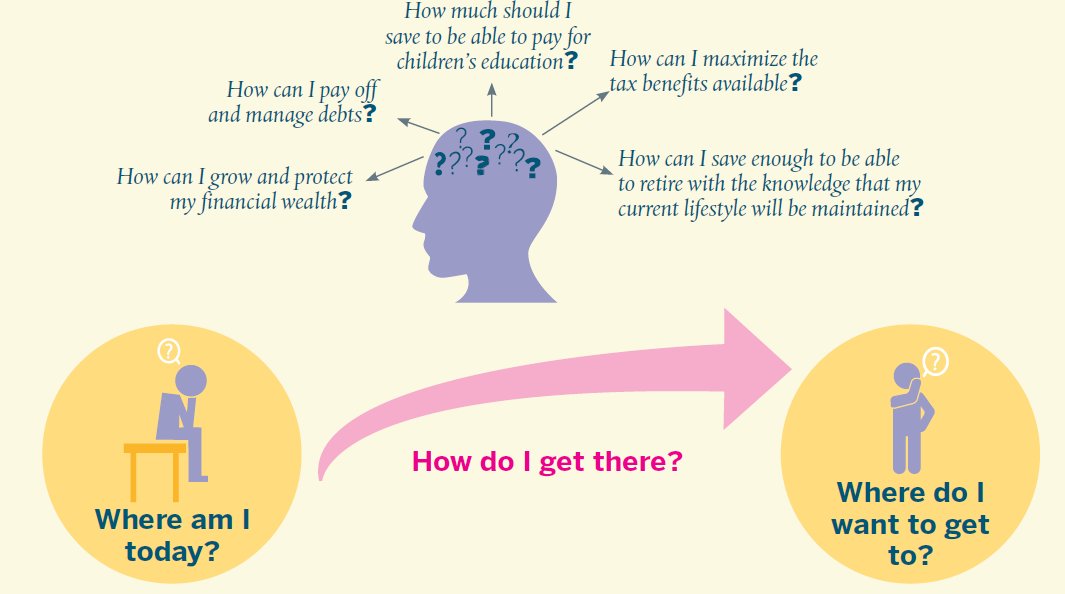 How much should I
save to be able to pay for
children's education?
How can I maximize the
tax benefits available?
How can I pay off
and manage debts?
How can I save enough to be able
to retire with the knowledge that my
current lifestyle will be maintained?
How can I grow and protect
my financial wealth?
? ? ?
? ? ? ? ? ? ?
?
?
How do I get there?
Where am I
today?
Where do I
want to get
to?